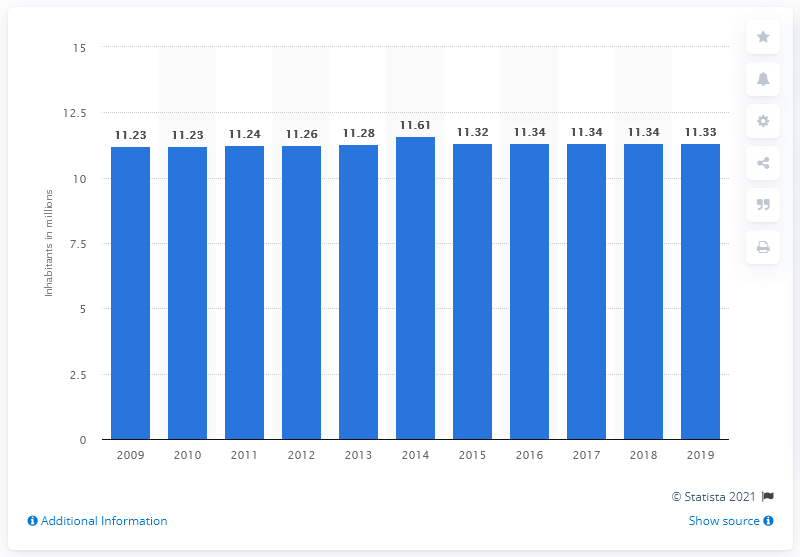 15
12.5
10
7.5
5
2.5
0
Inhabitants in millions
11.23 11.23 11.24 11.26 11.28 11.61 11.32 11.34 11.34 11.34 11.33
2009 2010 2011 2012 2013 2014 2015 2016 2017 2018 2019
© Statista 2021
Additional Information
Show source